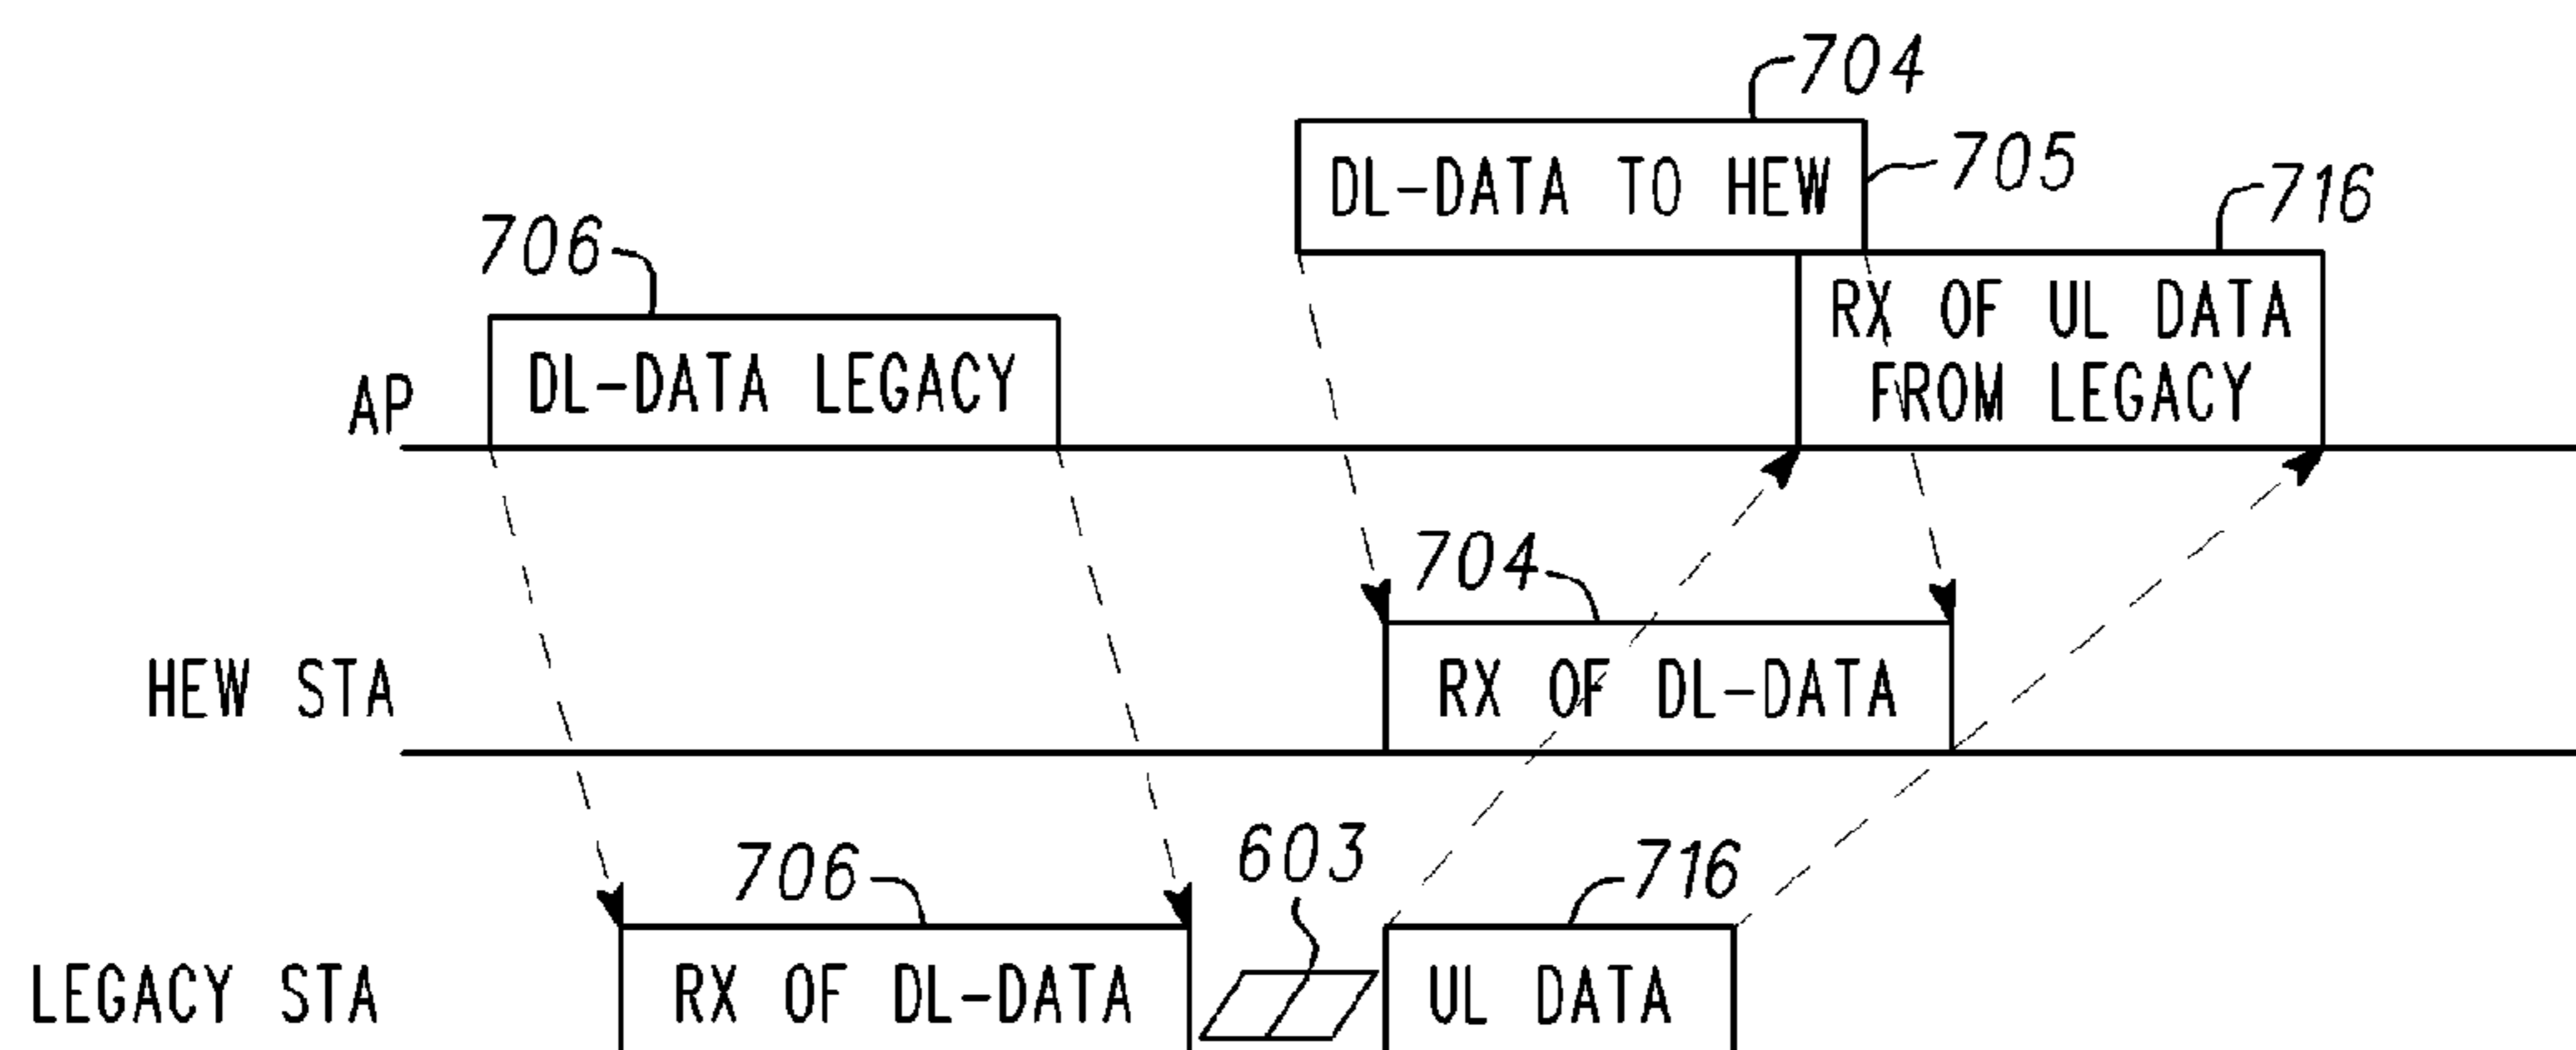 704
DL-DATA TO HEW
705
716
706
RX OF UL DATA
FROM LEGACY
DL-DATA LEGACY
AP
704
HEW STA
RX OF DL-DATA
603
706
716
LEGACY STA
RX OF DL-DATA
UL DATA